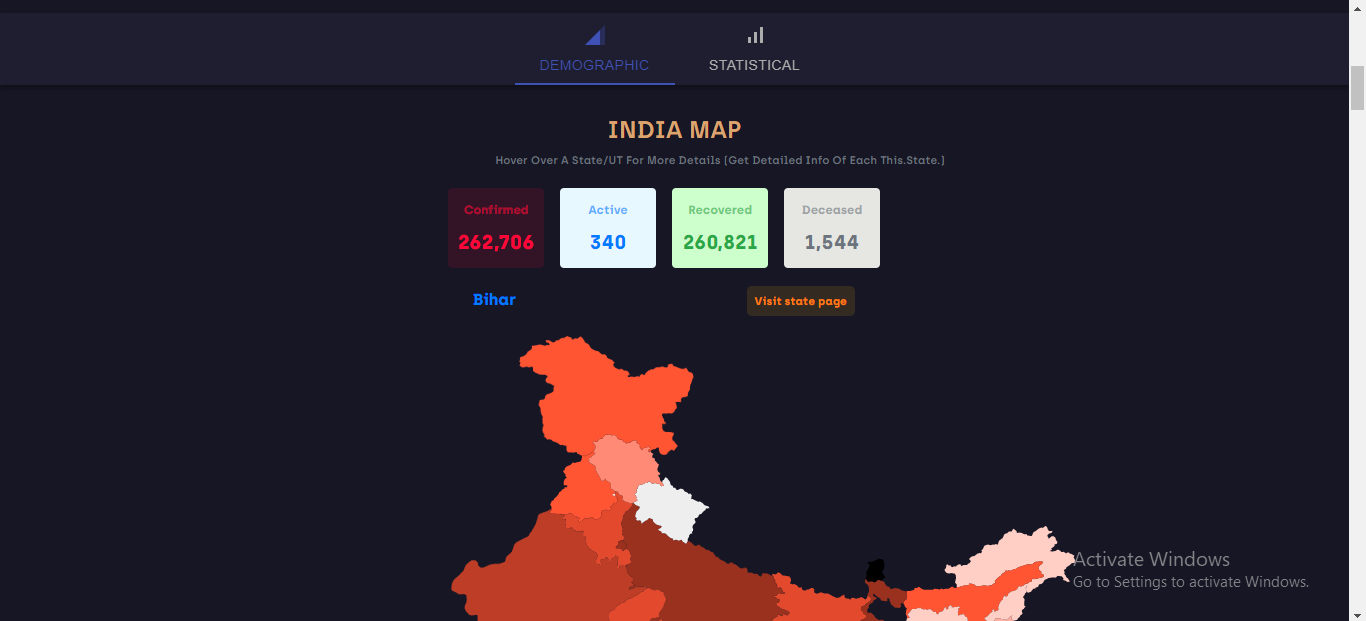 DEMOGRAPHIC STATISTICAL
INDIA MAP
Hover Over A State/UT For More Details [Get Detailed Info Of Each This.State.]
Confirmed Active Recovered Deceased
262,706 340 260,821 1,544
Bihar Visit state page
Activate Windows
Go to Settings to activate Windows.